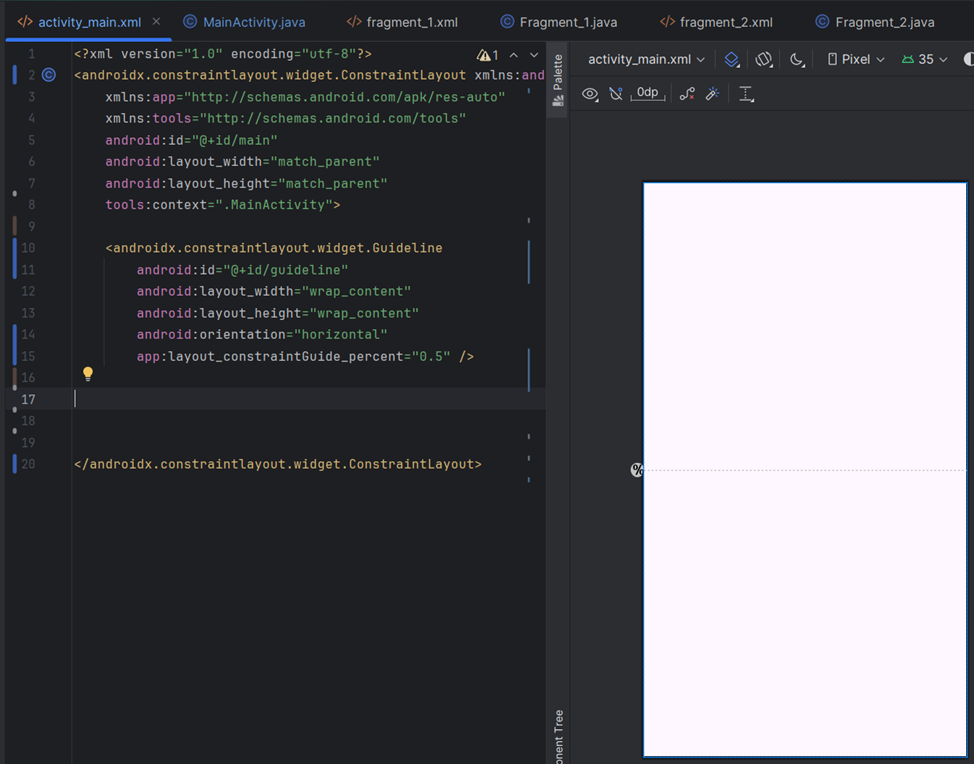 activity_main.xml MainActivity.java fragment_1.xml Fragment_1.java fragment_2.xml Fragment_2.java
1 <?xml version="1.0" encoding="utf-8"?> 1
2 <androidx.constraintlayout.widget.ConstraintLayout xmlns:and
3 xmlns:app="http://schemas.android.com/apk/res-auto"
4 xmlns:tools="http://schemas.android.com/tools"
5 android:id="@+id/main"
6 android:layout_width="match_parent"
7 android:layout_height="match_parent"
8 tools:context=".MainActivity">
9
10 <androidx.constraintlayout.widget.Guideline
11 android:id="@+id/guideline"
12 android:layout_width="wrap_content"
13 android:layout_height="wrap_content"
14 android:orientation="horizontal"
15 app:layout_constraintGuide_percent="0.5" />
16
17
18
19
20 </androidx.constraintlayout.widget.ConstraintLayout>
Palette
onent Tree
activity_main.xml Pixel 35
0dp
%